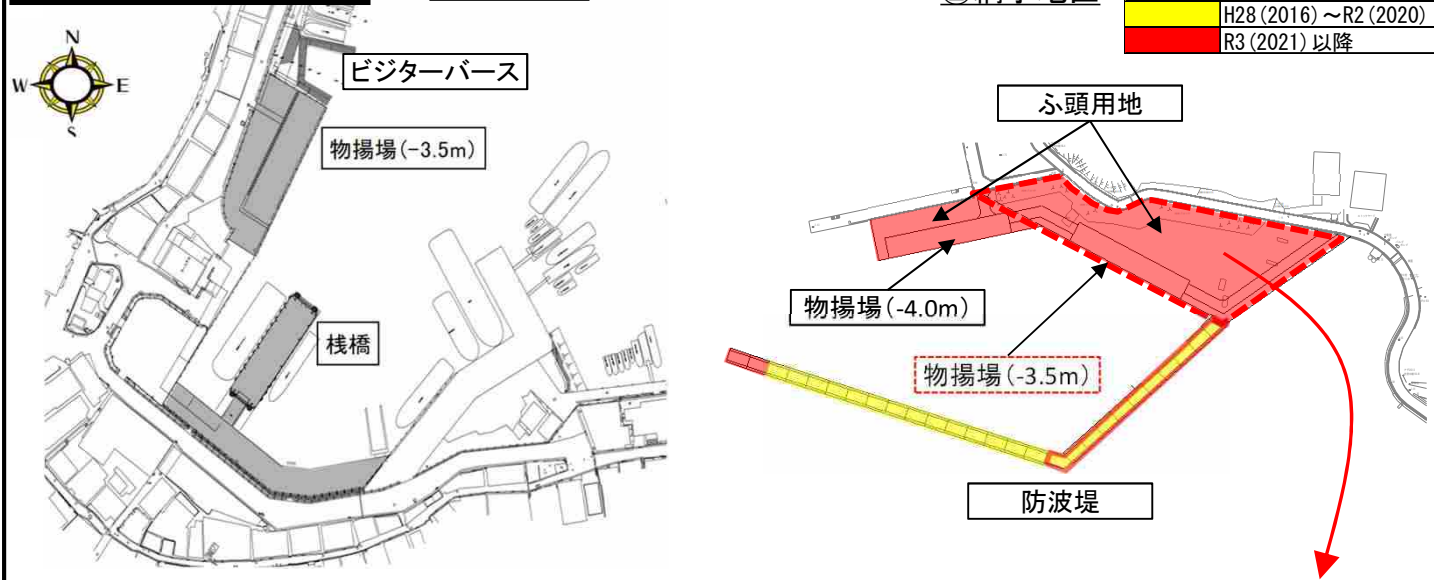 H28(2016)～R2(2020)
R3(2021)以降
N
W
E
S
ビジターバース
物揚場(-3.5m)
桟橋
ふ頭用地
物揚場(-4.0m)
物揚場(-3.5m)
防波堤